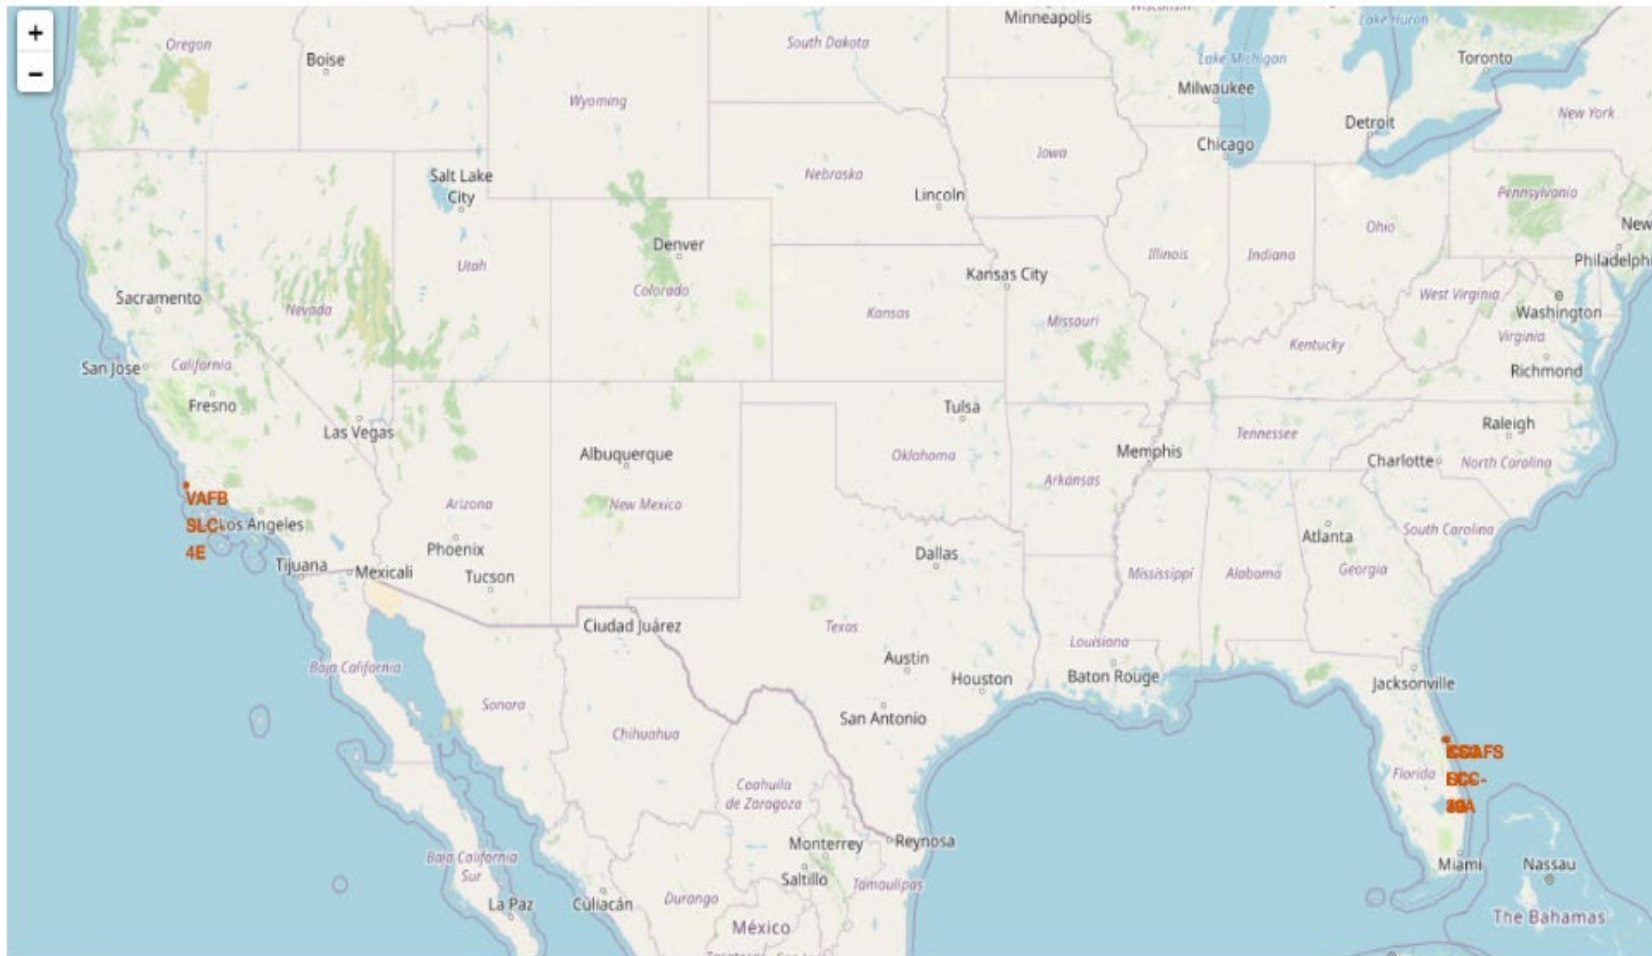 +
−
Oregon
Boise
South Dakota
Minneapolis
Wisconsin
Lake Huron
Toronto
Wyoming
Lake Michigan
Milwaukee
New York
Detroit
Chicago
Iowa
Salt Lake
City
Nebraska
Lincoln
Pennsylvania
New
Ohio
Denver
Utah
Illinois
Indiana
Philadelphi
Kansas City
Colorado
Sacramento
Nevada
Kansas
Missouri
West Virginia
Washington
Virginia
Kentucky
San Jose
California
Richmond
Fresno
Tulsa
Las Vegas
Raleigh
Tennessee
Albuquerque
Oklahoma
Memphis
Charlotte
North Carolina
Arkansas
VAFB
SLC-
4E
Los Angeles
Arizona
New Mexico
South Carolina
Atlanta
Phoenix
Dallas
Tijuana
Mexicali
Tucson
Mississippi
Alabama
Georgia
Ciudad Juárez
Texas
Louisiana
Baja California
Austin
Houston
Baton Rouge
Jacksonville
Sonora
San Antonio
Chihuahua
Florida
Coahuila
de Zaragoza
Monterrey
Reynosa
Baja California
Sur
Saltillo
Tamaulipas
Miami
Nassau
La Paz
Culiacán
Durango
México
The Bahamas